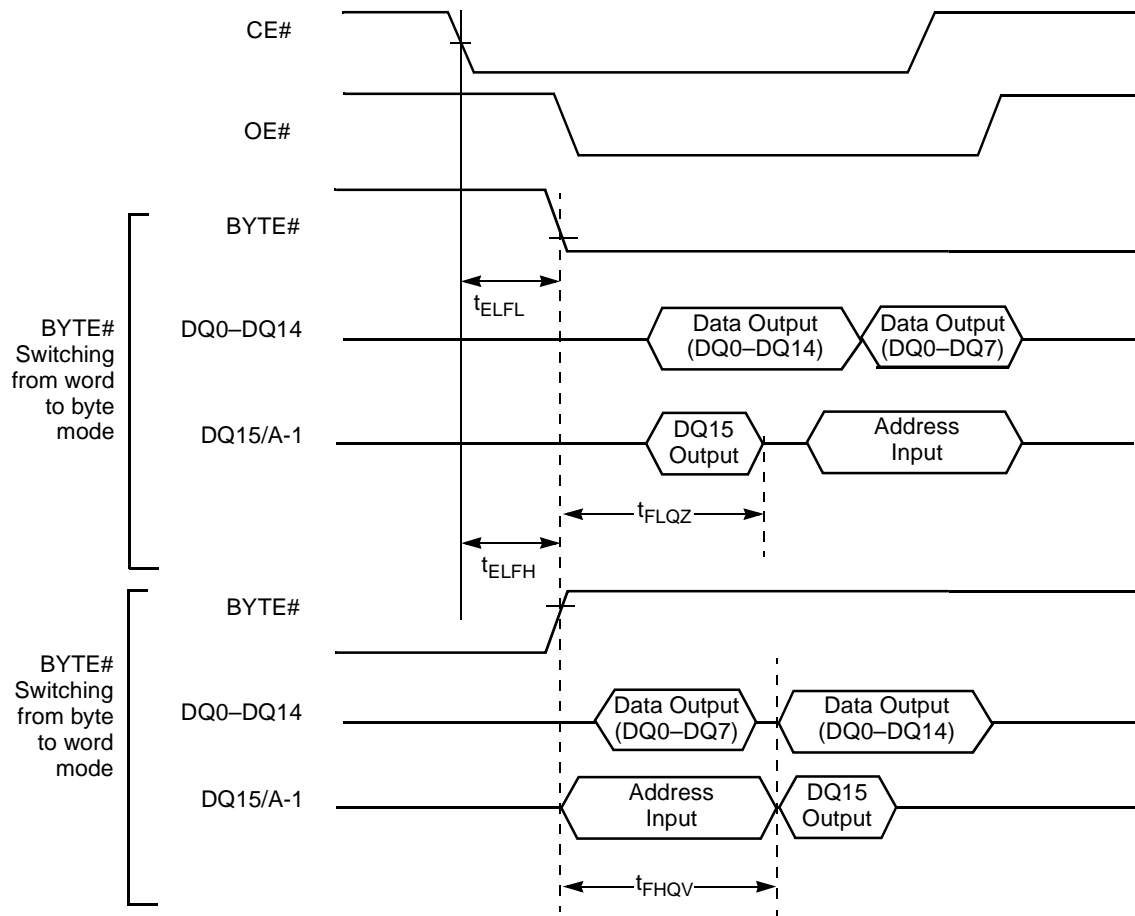 CE#
OE#
BYTE#
Switching
from word
to byte
mode
BYTE#
tELFL
DQ0–DQ14
Data Output
(DQ0–DQ14)
Data Output
(DQ0–DQ7)
DQ15/A-1
DQ15
Output
Address
Input
tFLQZ
tELFH
BYTE#
Switching
from byte
to word
mode
BYTE#
DQ0–DQ14
Data Output
(DQ0–DQ7)
Data Output
(DQ0–DQ14)
DQ15/A-1
Address
Input
DQ15
Output
tFHQV